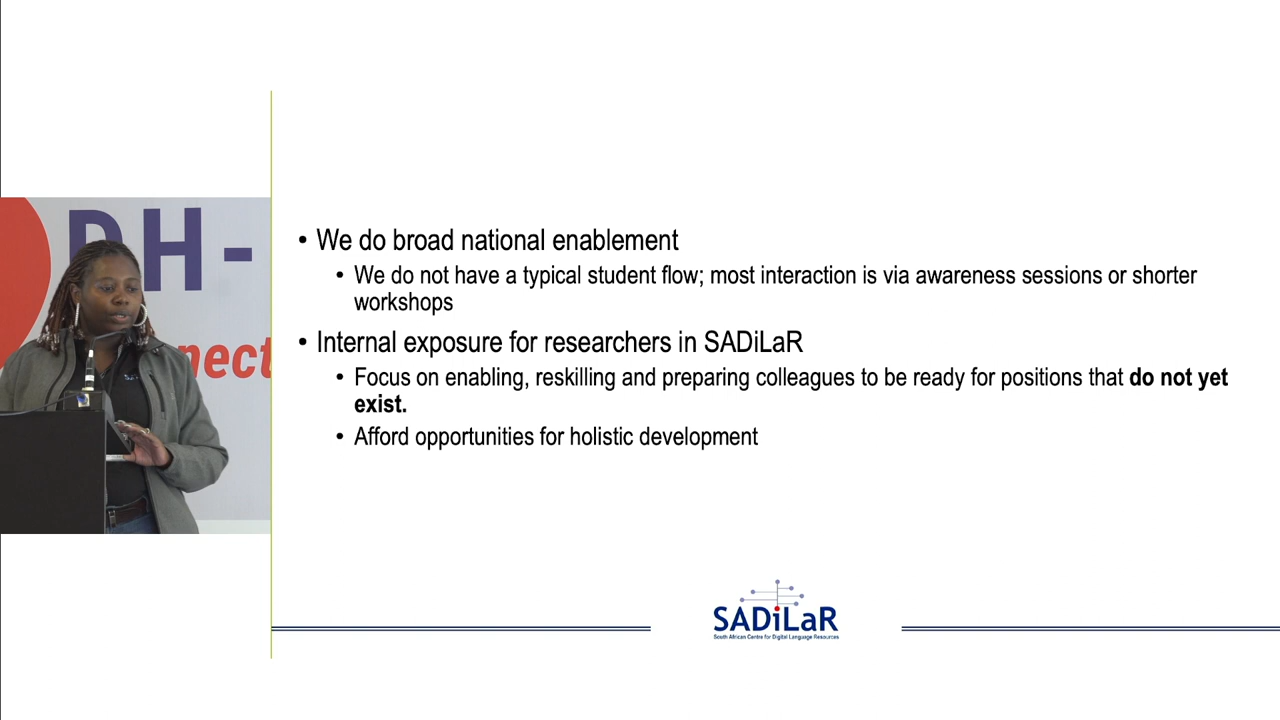 DH-
nect
• We do broad national enablement
• We do not have a typical student flow; most interaction is via awareness sessions or shorter
workshops
• Internal exposure for researchers in SADiLaR
• Focus on enabling, reskilling and preparing colleagues to be ready for positions that do not yet
exist.
• Afford opportunities for holistic development
SADiLaR
South African Centre for Digital Language Resources